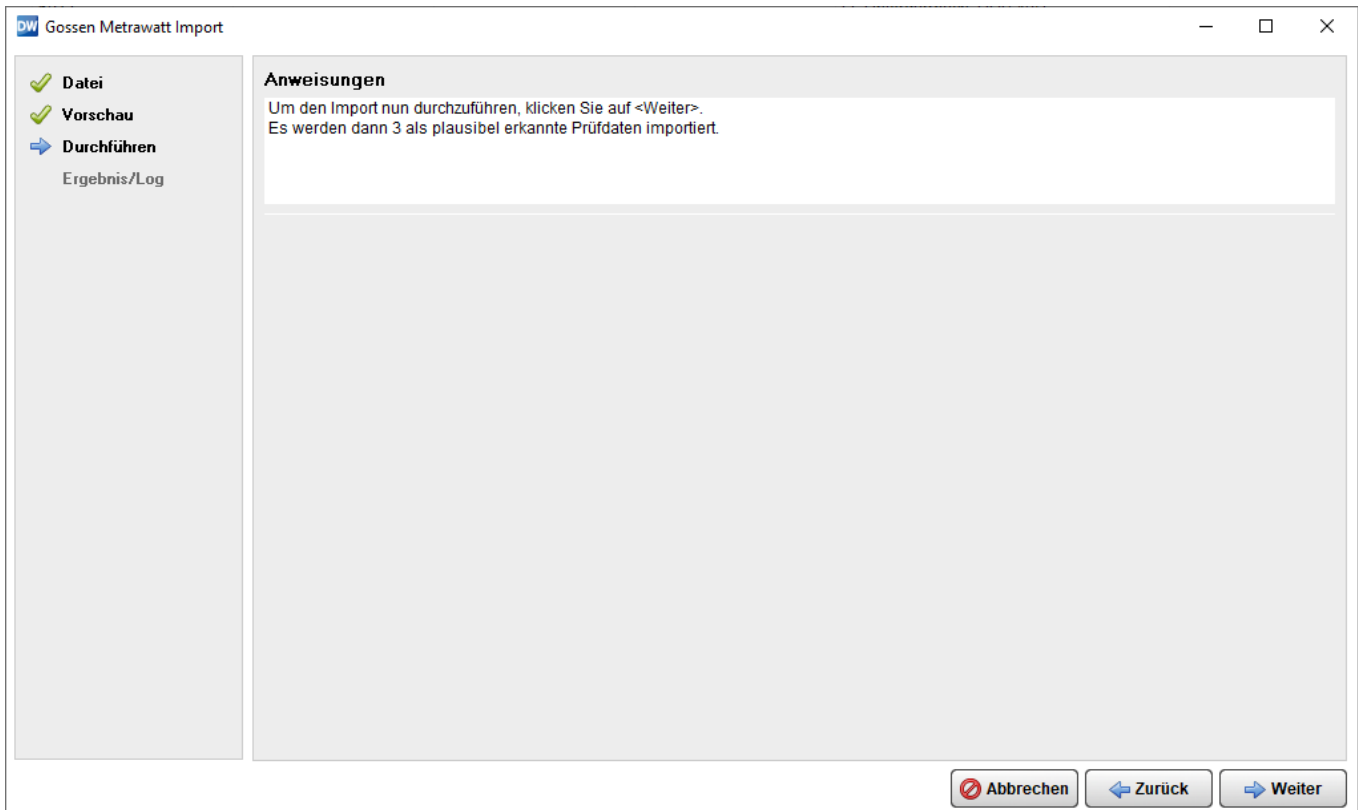 DW Gossen Metrawatt Import
Datei
Vorschau
Durchführen
Ergebnis/Log
Anweisungen
Um den Import nun durchzuführen, klicken Sie auf <Weiter>.
Es werden dann 3 als plausibel erkannte Prüfdaten importiert.
Abbrechen
Zurück
Weiter